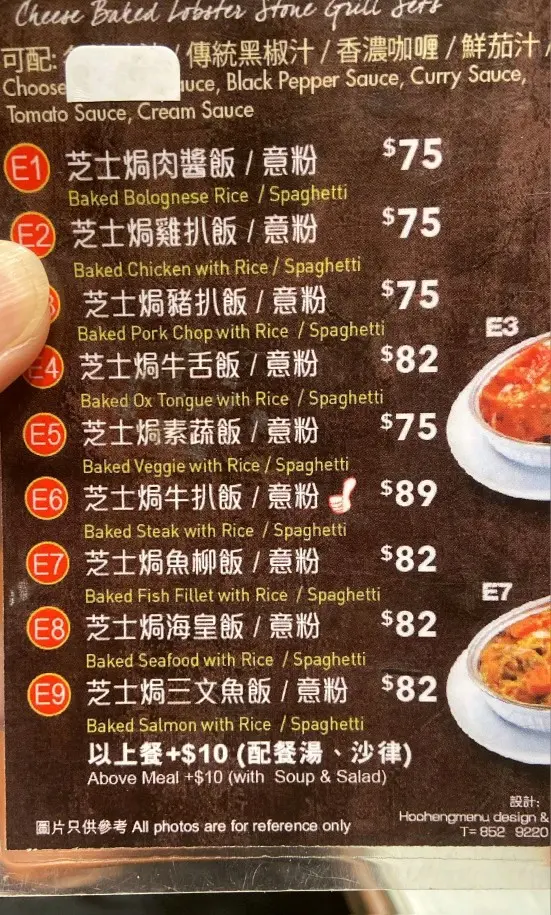 Cheese Baked Lobster Stone Grill Sets
可配: / 傳統黑椒汁 / 香濃咖喱 / 鮮茄汁 /
Choose uce, Black Pepper Sauce, Curry Sauce,
Tomato Sauce, Cream Sauce
E1 芝士焗肉醬飯 / 意粉 $75
Baked Bolognese Rice / Spaghetti
E2 芝士焗雞扒飯 / 意粉 $75
Baked Chicken with Rice / Spaghetti
芝士焗豬扒飯 / 意粉 $75
Baked Pork Chop with Rice / Spaghetti
E3
E4 芝士焗牛舌飯 / 意粉 $82
Baked Ox Tongue with Rice / Spaghetti
E5 芝士焗素蔬飯 / 意粉 $75
Baked Veggie with Rice / Spaghetti
E6 芝士焗牛扒飯 / 意粉 $89
Baked Steak with Rice / Spaghetti
E7 芝士焗魚柳飯 / 意粉 $82
Baked Fish Fillet with Rice / Spaghetti
E7
E8 芝士焗海皇飯 / 意粉 $82
Baked Seafood with Rice / Spaghetti
E9 芝士焗三文魚飯 / 意粉 $82
Baked Salmon with Rice / Spaghetti
以上餐+$10 (配餐湯、沙律)
Above Meal +$10 (with Soup & Salad)
設計:
Hoohengmenu design &
T= 852 9220
圖片只供參考 All photos are for reference only